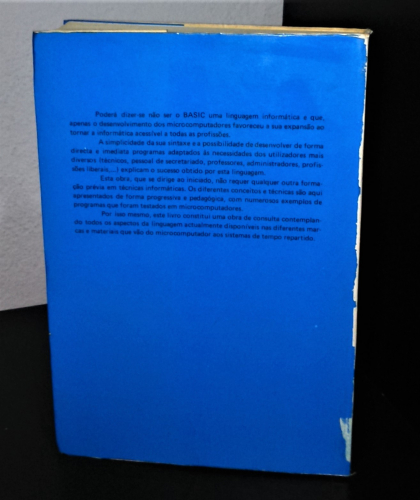 Poderá dizer-se não ser o BASIC uma linguagem informática e que,
apenas o desenvolvimento dos microcomputadores favoreceu a sua expansão ao
tornar a informática acessível a todas as profissões.
A simplicidade da sua sintaxe e a possibilidade de desenvolver de forma
directa e imediata programas adaptados às necessidades dos utilizadores mais
diversos (técnicos, pessoal de secretariado, professores, administradores, profis-
sões liberais,...) explicam o sucesso obtido por esta linguagem.
Esta obra, que se dirige ao iniciado, não requer qualquer outra forma-
ção prévia em técnicas informáticas. Os diferentes conceitos e técnicas são aqui
apresentados de forma progressiva e pedagógica, com numerosos exemplos de
programas que foram testados em microcomputadores.
Por isso mesmo, este livro constitui uma obra de consulta contemplan-
do todos os aspectos da linguagem actualmente disponíveis nas diferentes mar-
cas e materiais que vão do microcomputador aos sistemas de tempo repartido.